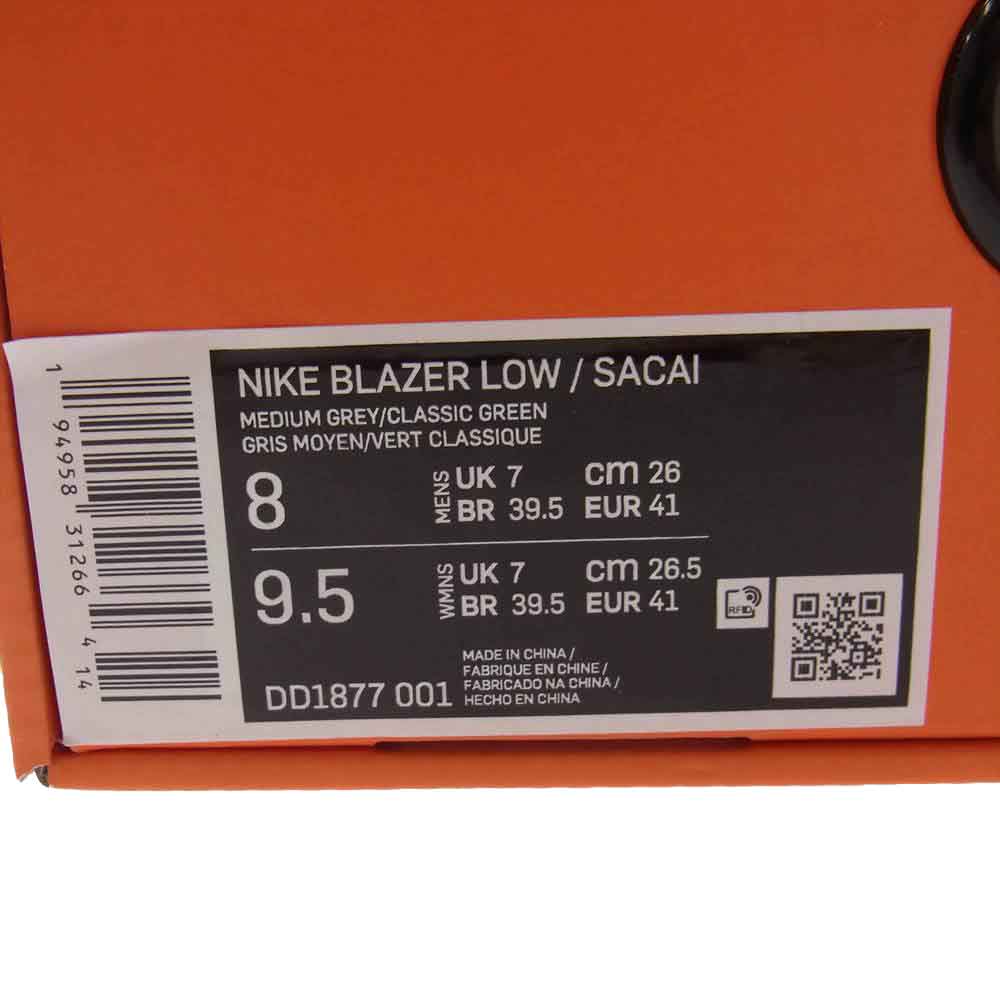 NIKE BLAZER LOW / SACAI
MEDIUM GREY/CLASSIC GREEN
GRIS MOYEN/VERT CLASSIQUE
8 MENS UK 7 cm 26
BR 39.5 EUR 41
9.5 WMNS UK 7 cm 26.5
BR 39.5 EUR 41
RFID
MADE IN CHINA /
FABRIQUE EN CHINE /
FABRICADO NA CHINA /
HECHO EN CHINA
DD1877 001
1 94958 31266 4 14